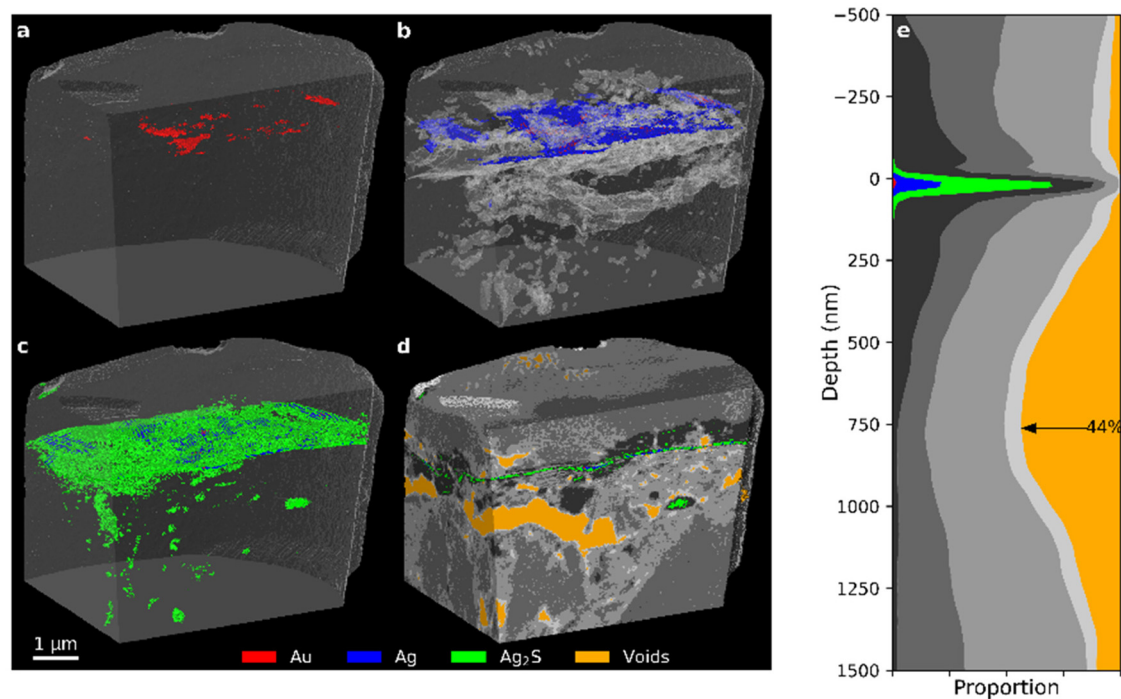 a
b
c
d
1 μm
Au
Ag
Ag₂S
Voids
e
−500
−250
0
250
500
750
1000
1250
1500
Depth (nm)
44%
Proportion